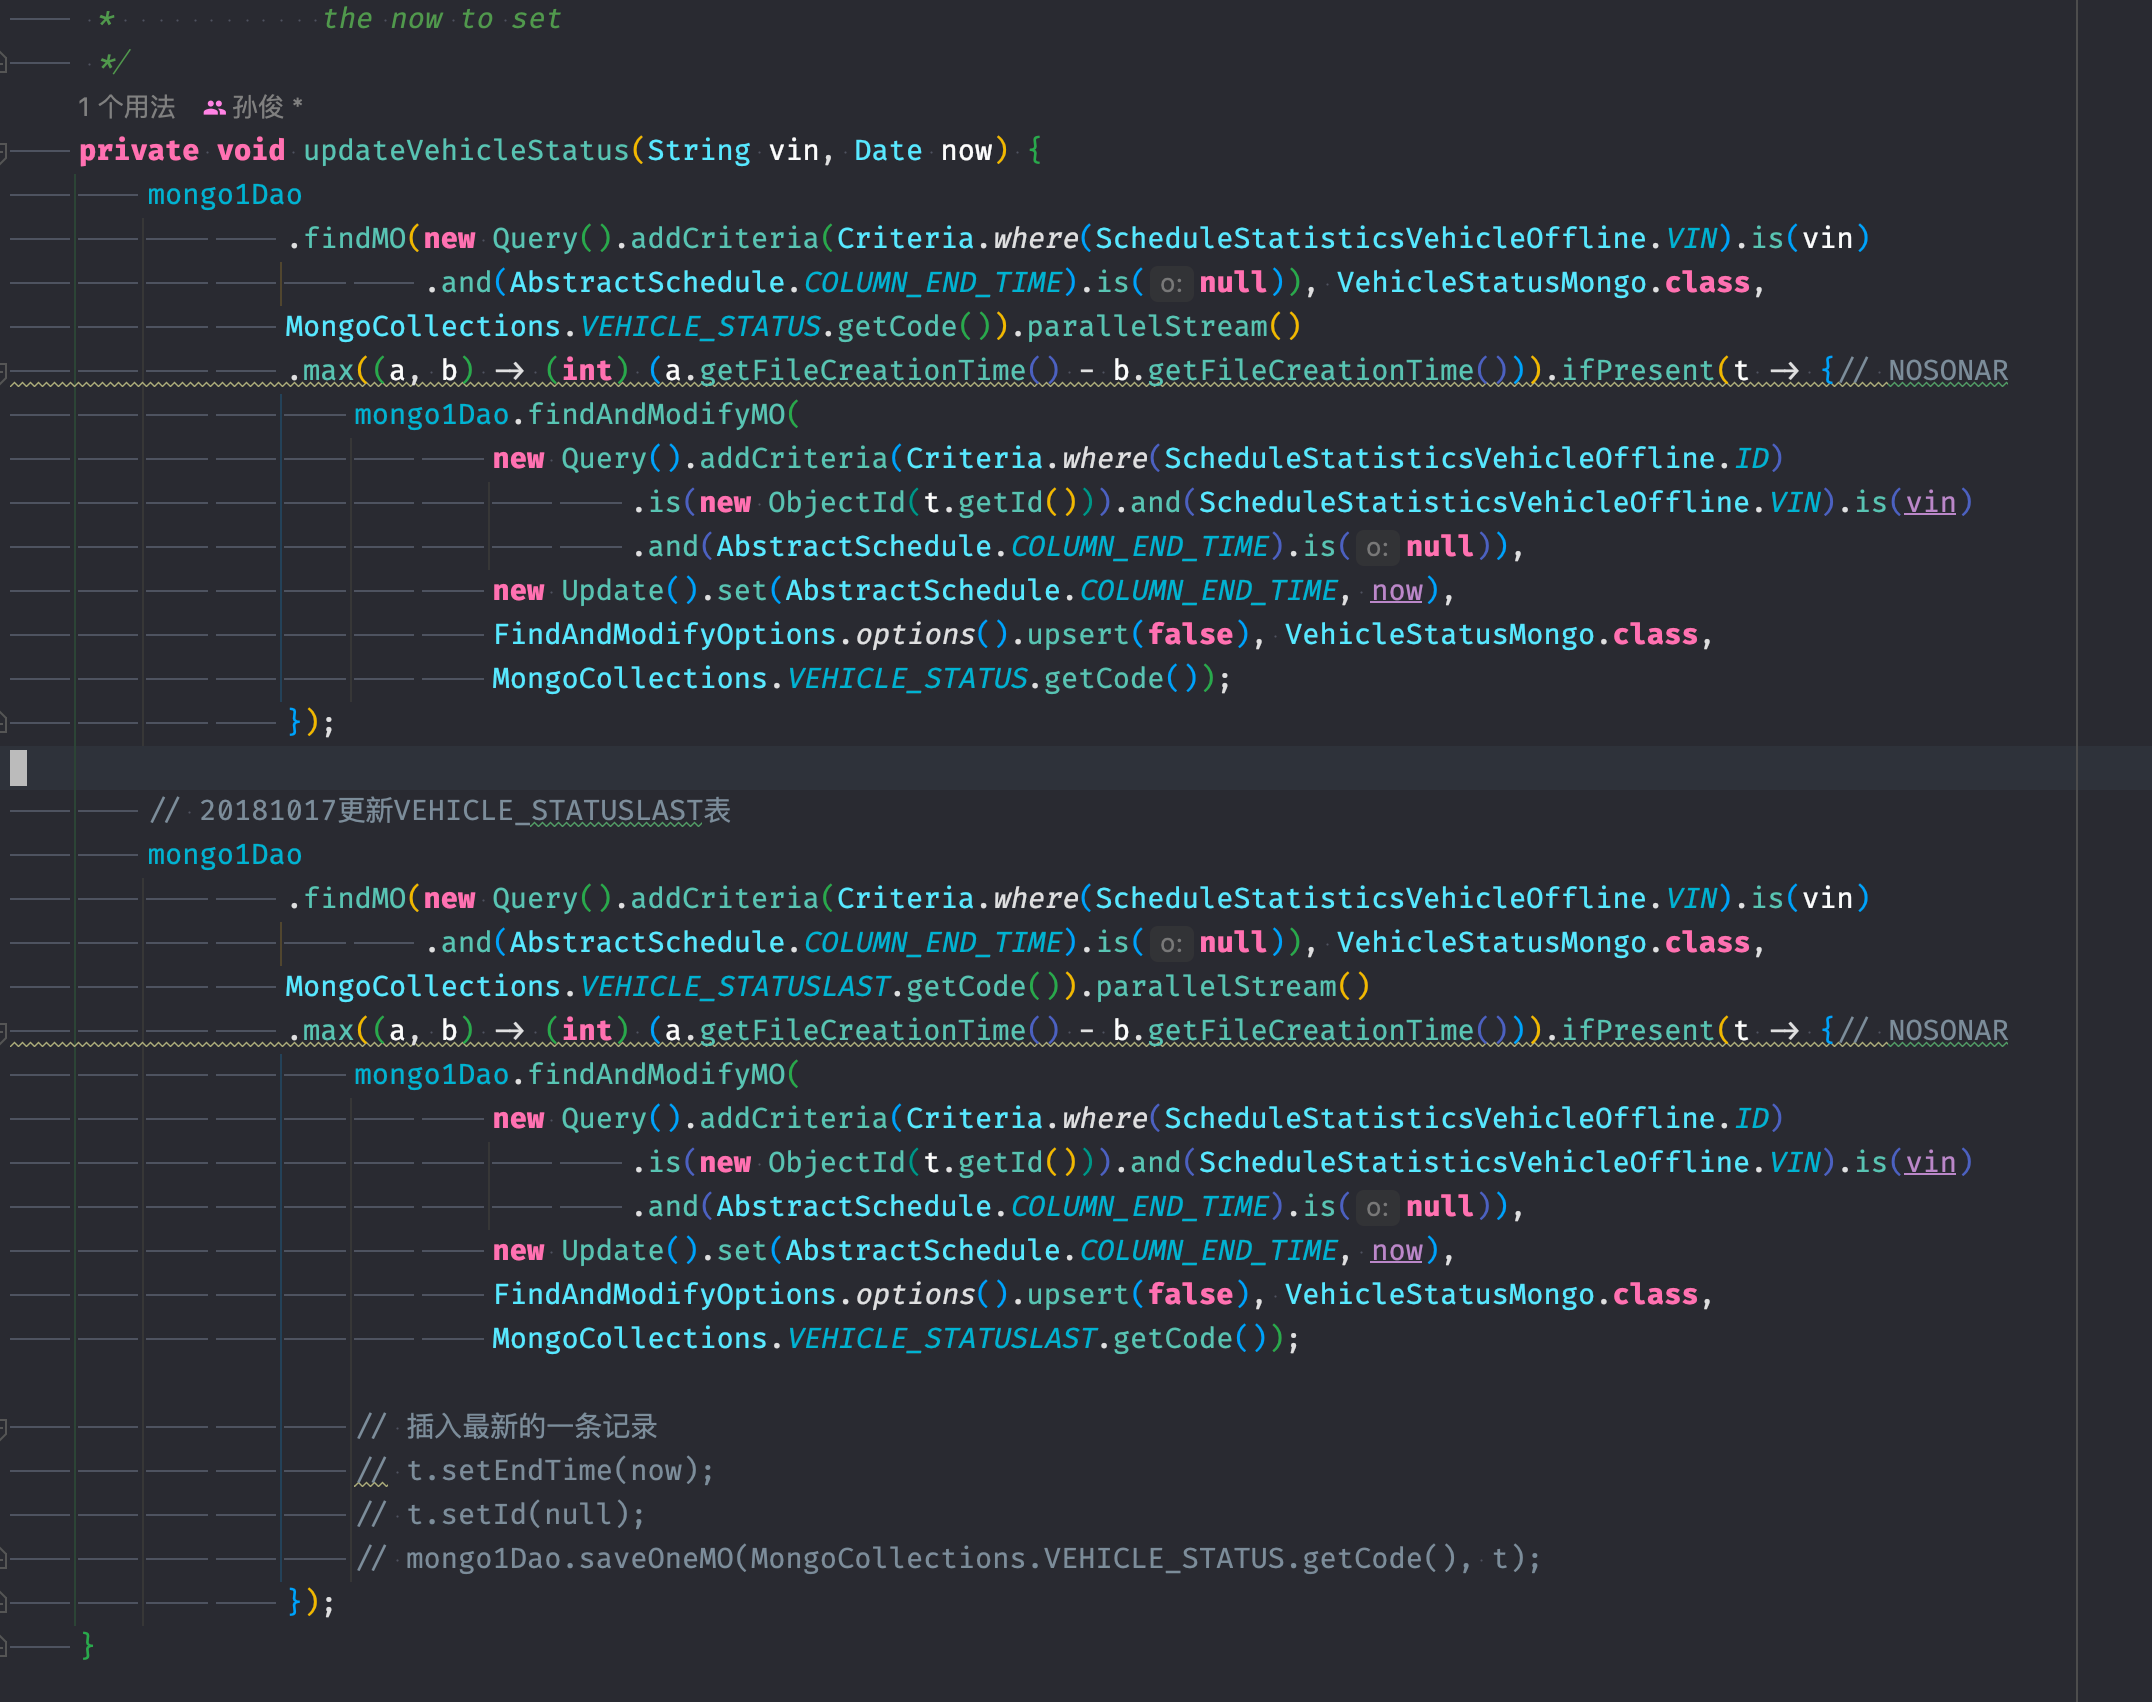 * the now to set
*/
1 个用法 孙俊 *
private void updateVehicleStatus(String vin, Date now) {
mongo1Dao
.findMO(new Query().addCriteria(Criteria.where(ScheduleStatisticsVehicleOffline.VIN).is(vin)
.and(AbstractSchedule.COLUMN_END_TIME).is( o: null)), VehicleStatusMongo.class,
MongoCollections.VEHICLE_STATUS.getCode()).parallelStream()
.max((a, b) -> (int) (a.getFileCreationTime() - b.getFileCreationTime())).ifPresent(t -> {// NOSONAR
mongo1Dao.findAndModifyMO(
new Query().addCriteria(Criteria.where(ScheduleStatisticsVehicleOffline.ID)
.is(new ObjectId(t.getId())).and(ScheduleStatisticsVehicleOffline.VIN).is(vin)
.and(AbstractSchedule.COLUMN_END_TIME).is( o: null)),
new Update().set(AbstractSchedule.COLUMN_END_TIME, now),
FindAndModifyOptions.options().upsert(false), VehicleStatusMongo.class,
MongoCollections.VEHICLE_STATUS.getCode());
});
// 20181017更新VEHICLE_STATUSLAST表
mongo1Dao
.findMO(new Query().addCriteria(Criteria.where(ScheduleStatisticsVehicleOffline.VIN).is(vin)
.and(AbstractSchedule.COLUMN_END_TIME).is( o: null)), VehicleStatusMongo.class,
MongoCollections.VEHICLE_STATUSLAST.getCode()).parallelStream()
.max((a, b) -> (int) (a.getFileCreationTime() - b.getFileCreationTime())).ifPresent(t -> {// NOSONAR
mongo1Dao.findAndModifyMO(
new Query().addCriteria(Criteria.where(ScheduleStatisticsVehicleOffline.ID)
.is(new ObjectId(t.getId())).and(ScheduleStatisticsVehicleOffline.VIN).is(vin)
.and(AbstractSchedule.COLUMN_END_TIME).is( o: null)),
new Update().set(AbstractSchedule.COLUMN_END_TIME, now),
FindAndModifyOptions.options().upsert(false), VehicleStatusMongo.class,
MongoCollections.VEHICLE_STATUSLAST.getCode());
// 插入最新的一条记录
// t.setEndTime(now);
// t.setId(null);
// mongo1Dao.saveOneMO(MongoCollections.VEHICLE_STATUS.getCode(), t);
});
}